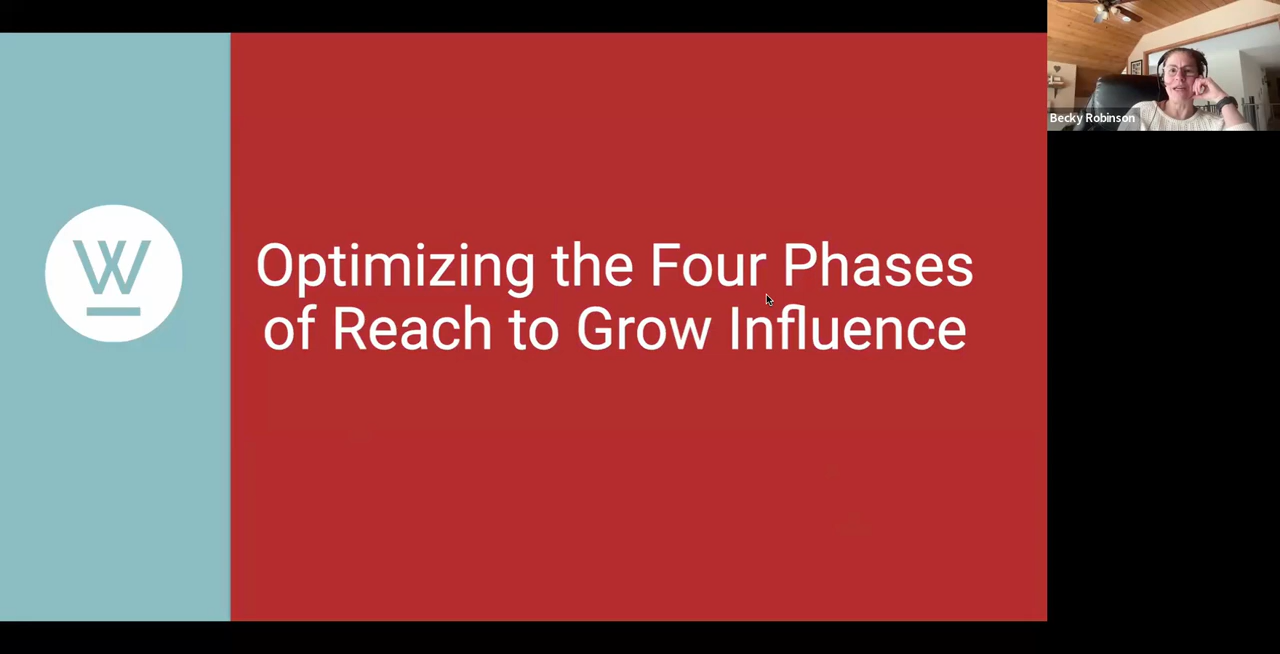 W
Optimizing the Four Phases
of Reach to Grow Influence
Becky Robinson